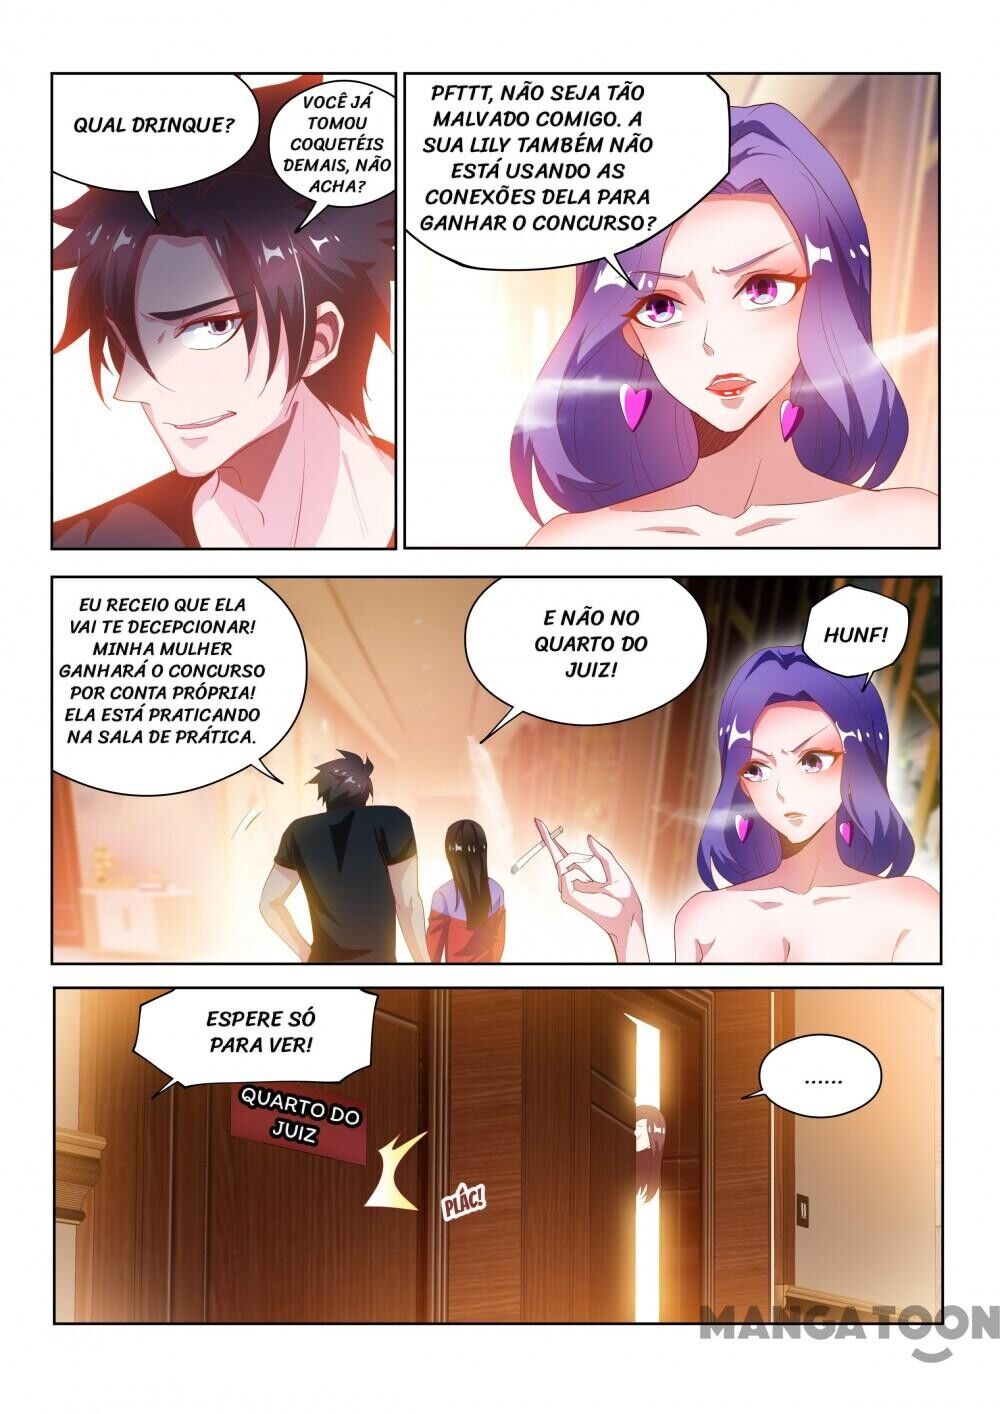 QUAL DRINQUE?
VOCÊ JÁ
TOMOU
COQUETÉIS
DEMAIS, NÃO
ACHA?
PFTTT, NÃO SEJA TÃO
MALVADO COMIGO. A
SUA LILY TAMBÉM NÃO
ESTÁ USANDO AS
CONEXÕES DELA PARA
GANHAR O CONCURSO?
EU RECEIO QUE ELA
VAI TE DECEPCIONAR!
MINHA MULHER
GANHARÁ O CONCURSO
POR CONTA PRÓPRIA!
ELA ESTÁ PRATICANDO
NA SALA DE PRÁTICA.
E NÃO NO
QUARTO DO
JUIZ!
HUNF!
ESPERE SÓ
PARA VER!
QUARTO DO
JUIZ
PLÁC!
......
MANGATOON